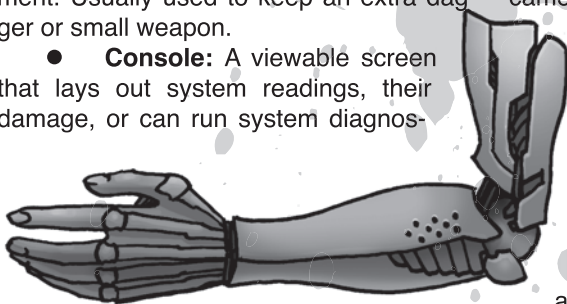 ment. Usually used to keep an extra dag-
ger or small weapon.
● Console: A viewable screen
that lays out system readings, their
damage, or can run system diagnos-